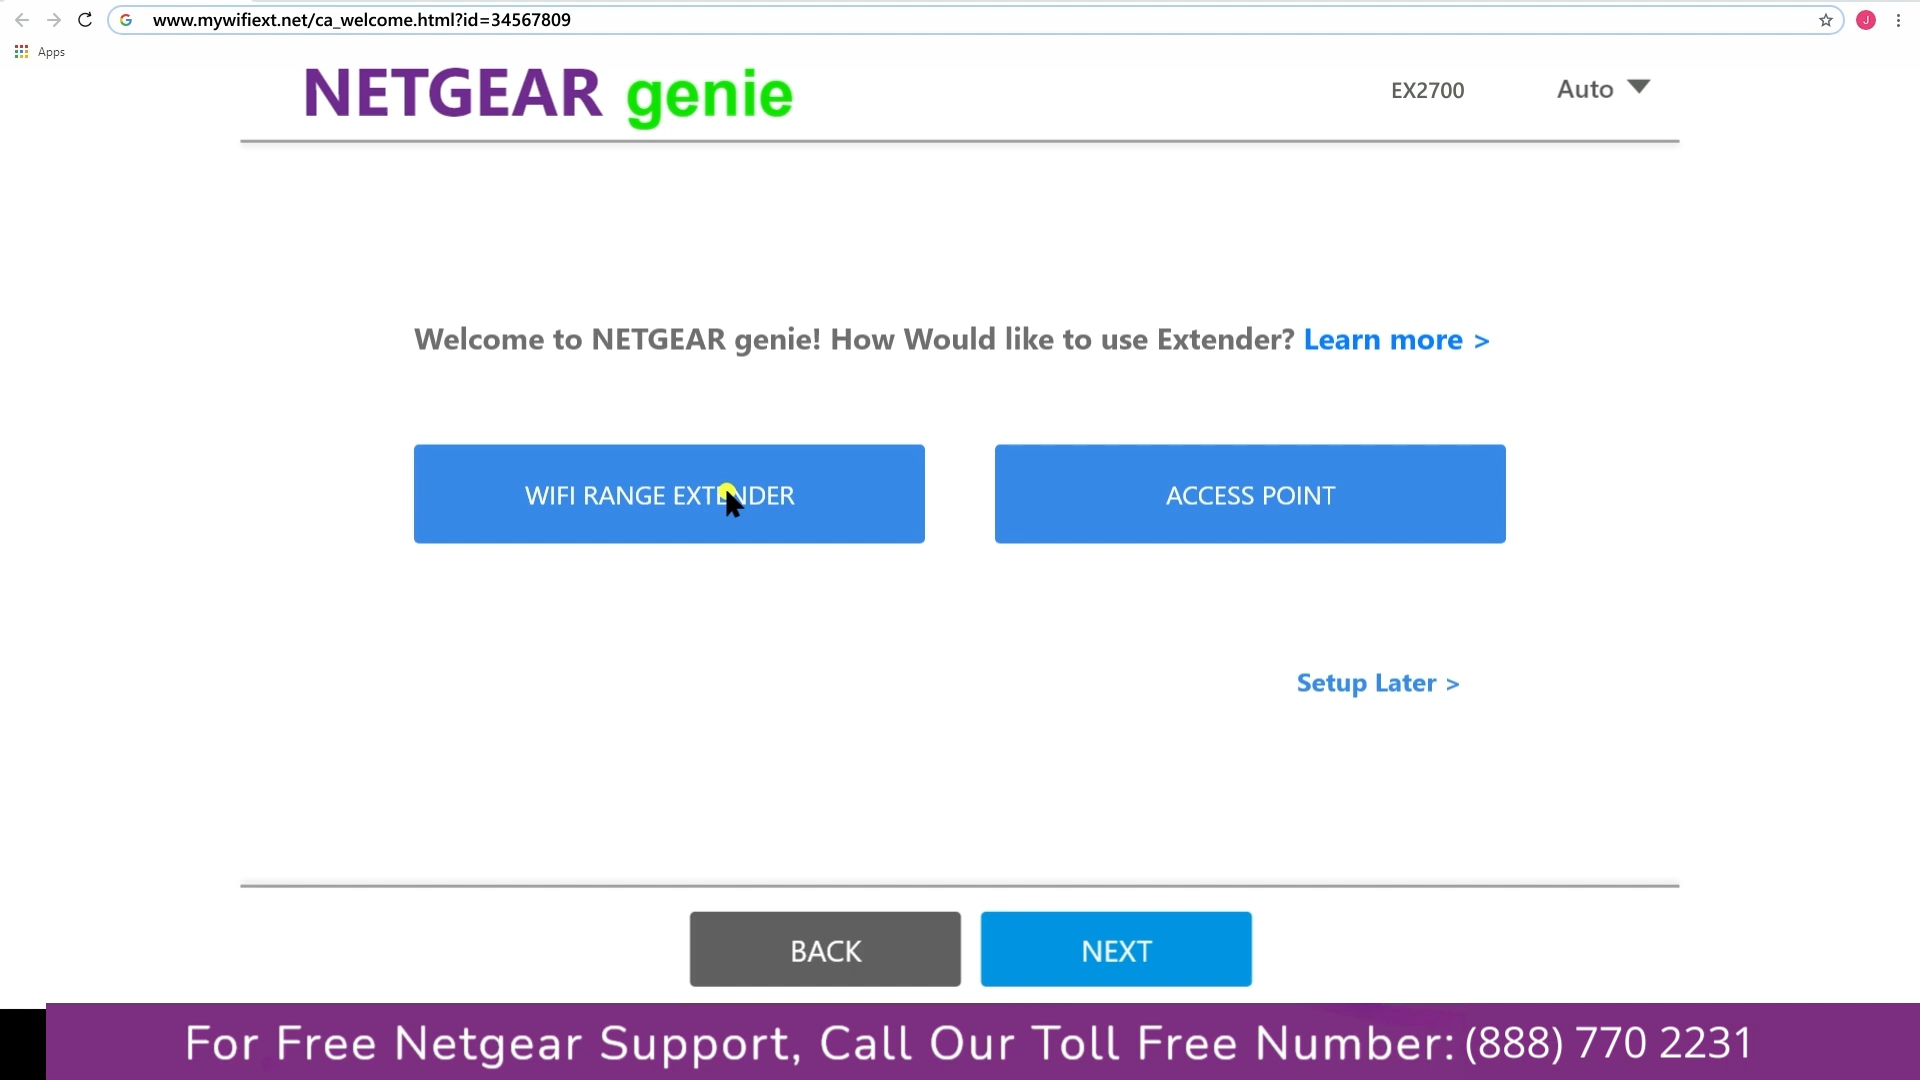 www.mywifiext.net/ca_welcome.html?id=34567809
J
Apps
NETGEAR genie
EX2700
Auto
Welcome to NETGEAR genie! How Would like to use Extender? Learn more >
WIFI RANGE EXTENDER
ACCESS POINT
Setup Later >
BACK
NEXT
For Free Netgear Support, Call Our Toll Free Number: (888) 770 2231